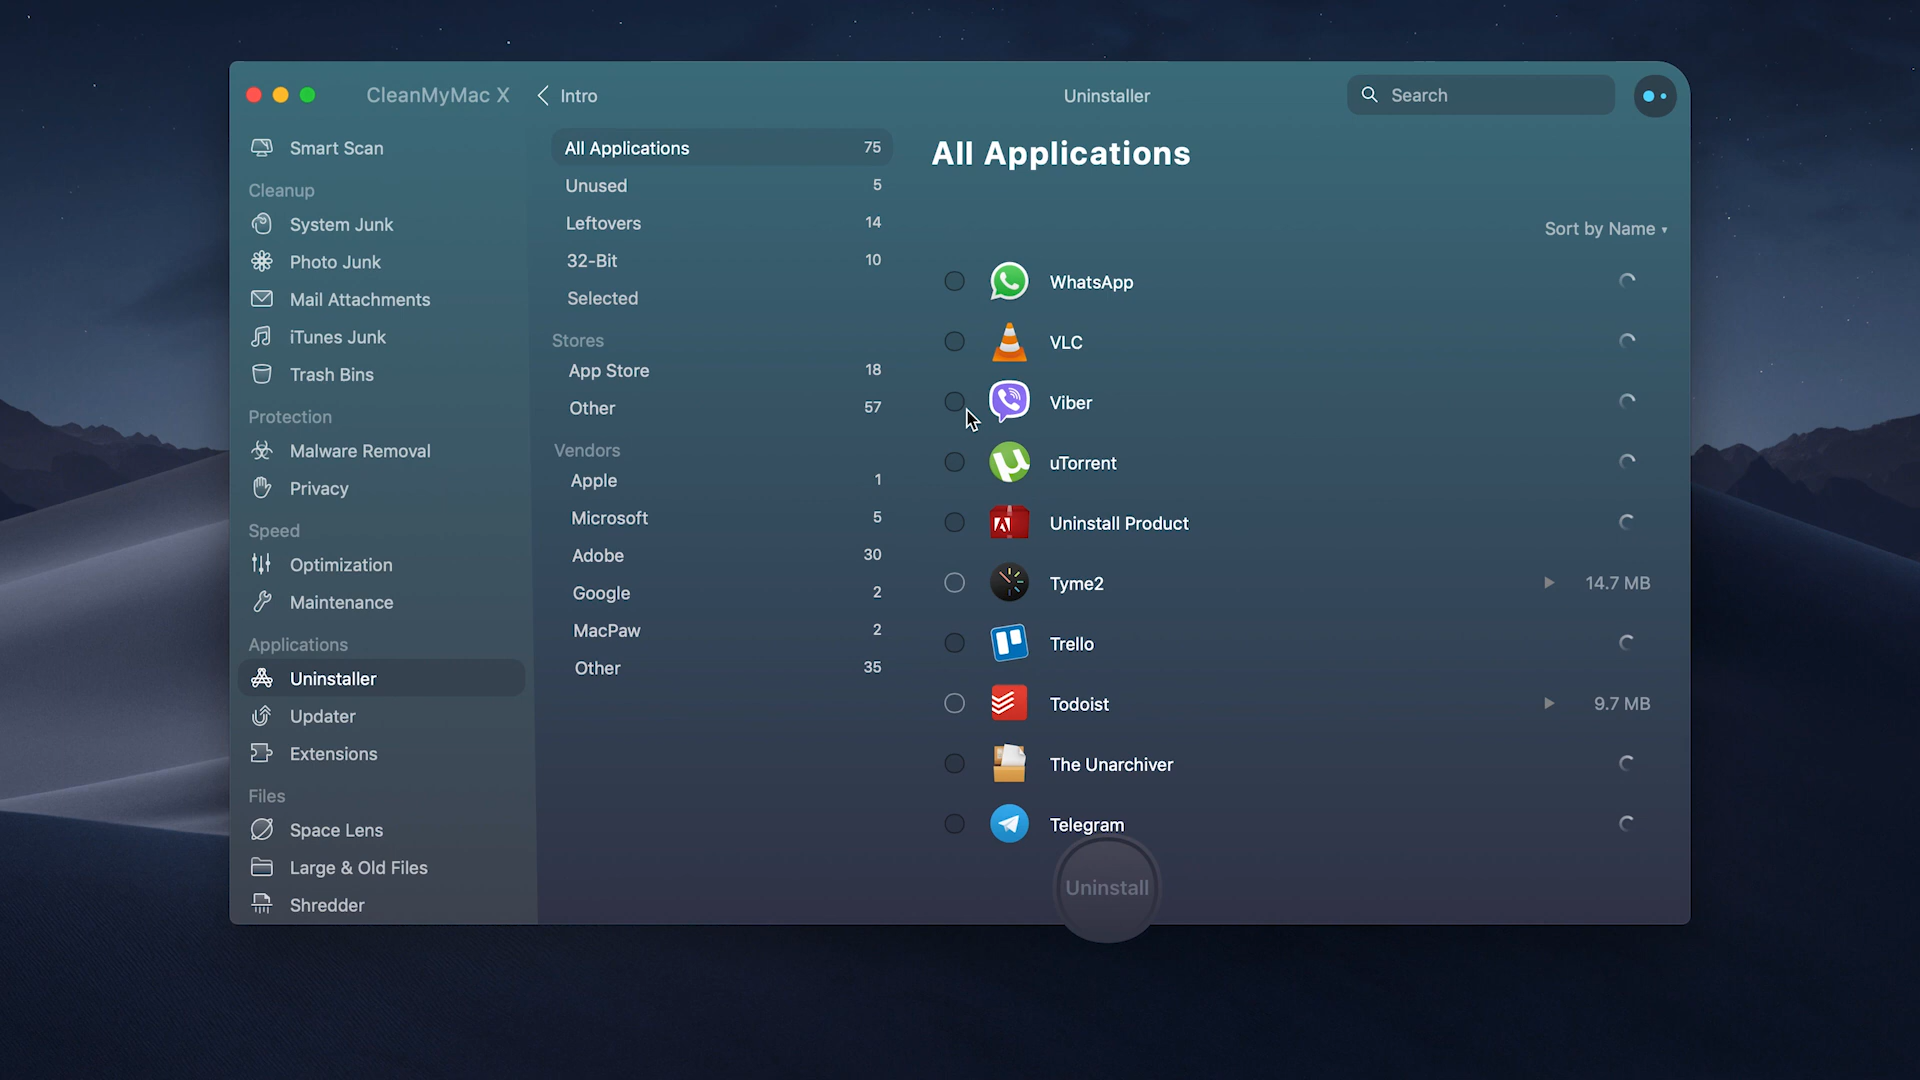 CleanMyMac X
Smart Scan
Cleanup
System Junk
Photo Junk
Mail Attachments
iTunes Junk
Trash Bins
Protection
Malware Removal
Privacy
Speed
Optimization
Maintenance
Applications
Uninstaller
Updater
Extensions
Files
Space Lens
Large & Old Files
Shredder
Intro
All Applications 75
Unused 5
Leftovers 14
32-Bit 10
Selected
Stores
App Store 18
Other 57
Vendors
Apple 1
Microsoft 5
Adobe 30
Google 2
MacPaw 2
Other 35
Uninstaller
Search
All Applications
Sort by Name
WhatsApp
VLC
Viber
uTorrent
Uninstall Product
Tyme2 14.7 MB
Trello
Todoist 9.7 MB
The Unarchiver
Telegram
Uninstall